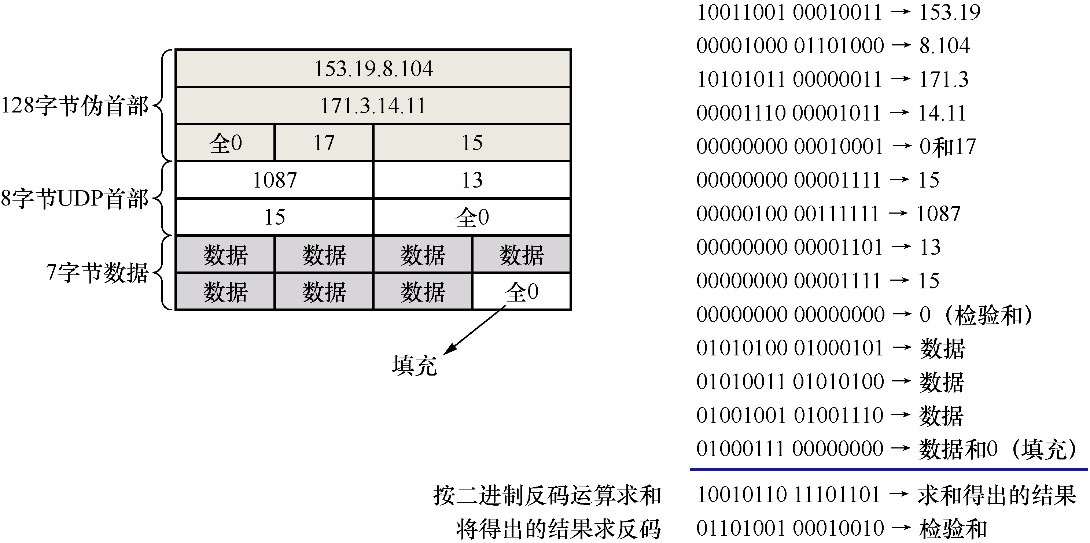 128字节伪首部
153.19.8.104
171.3.14.11
全0 17 15
8字节UDP首部
1087 13
15 全0
7字节数据
数据 数据 数据 数据
数据 数据 数据 全0
填充
10011001 00010011 → 153.19
00001000 01101000 → 8.104
10101011 00000011 → 171.3
00001110 00001011 → 14.11
00000000 00010001 → 0和17
00000000 00001111 → 15
00000100 00111111 → 1087
00000000 00001101 → 13
00000000 00001111 → 15
00000000 00000000 → 0（检验和）
01010100 01000101 → 数据
01010011 01010100 → 数据
01001001 01001110 → 数据
01000111 00000000 → 数据和0（填充）
按二进制反码运算求和 10010110 11101101 → 求和得出的结果
将得出的结果求反码 01101001 00010010 → 检验和